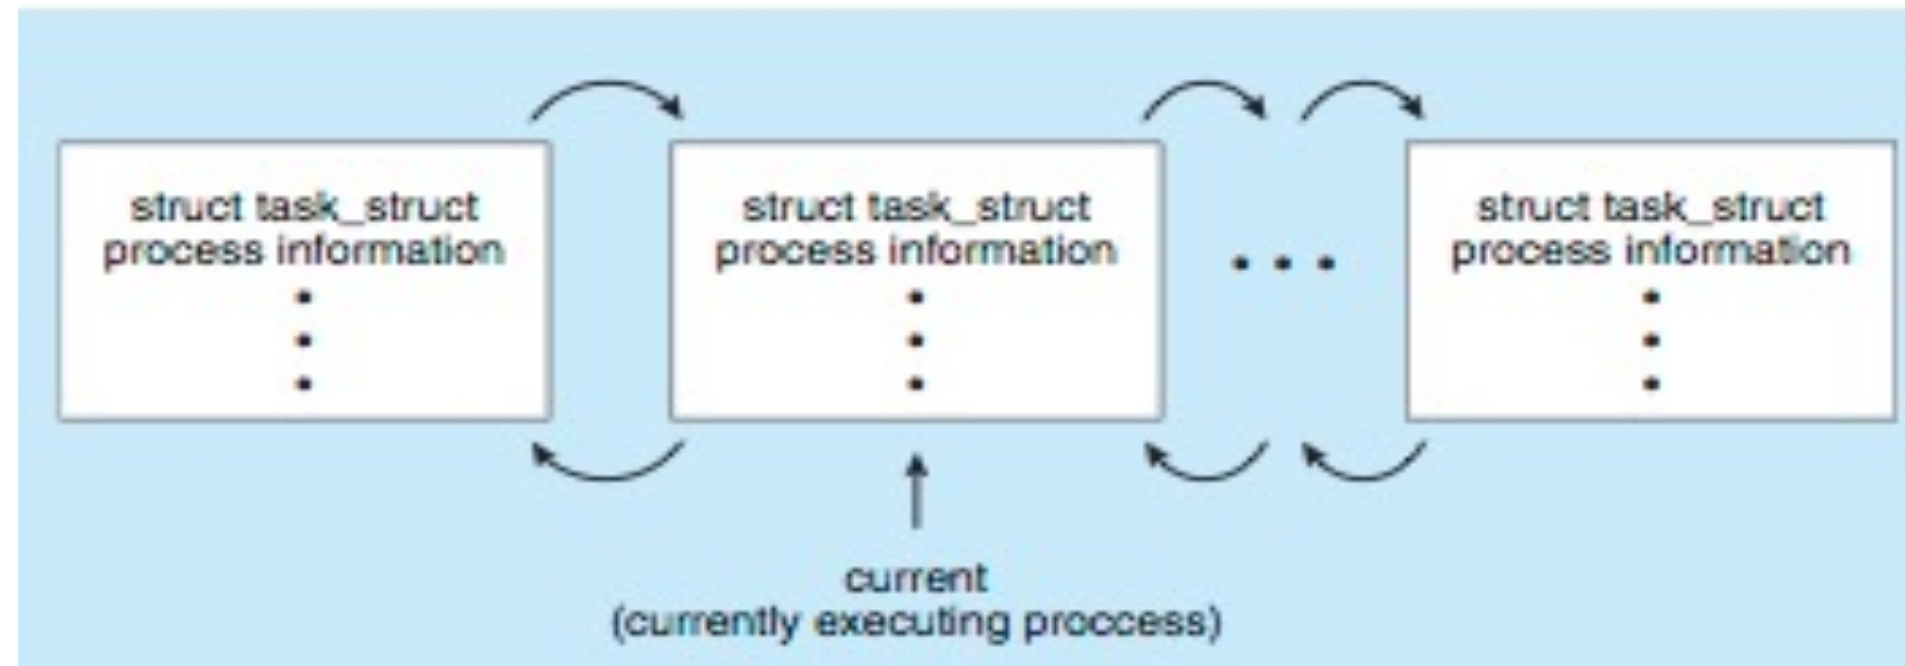 struct task_struct
process information
struct task_struct
process information
struct task_struct
process information
current
(currently executing proccess)